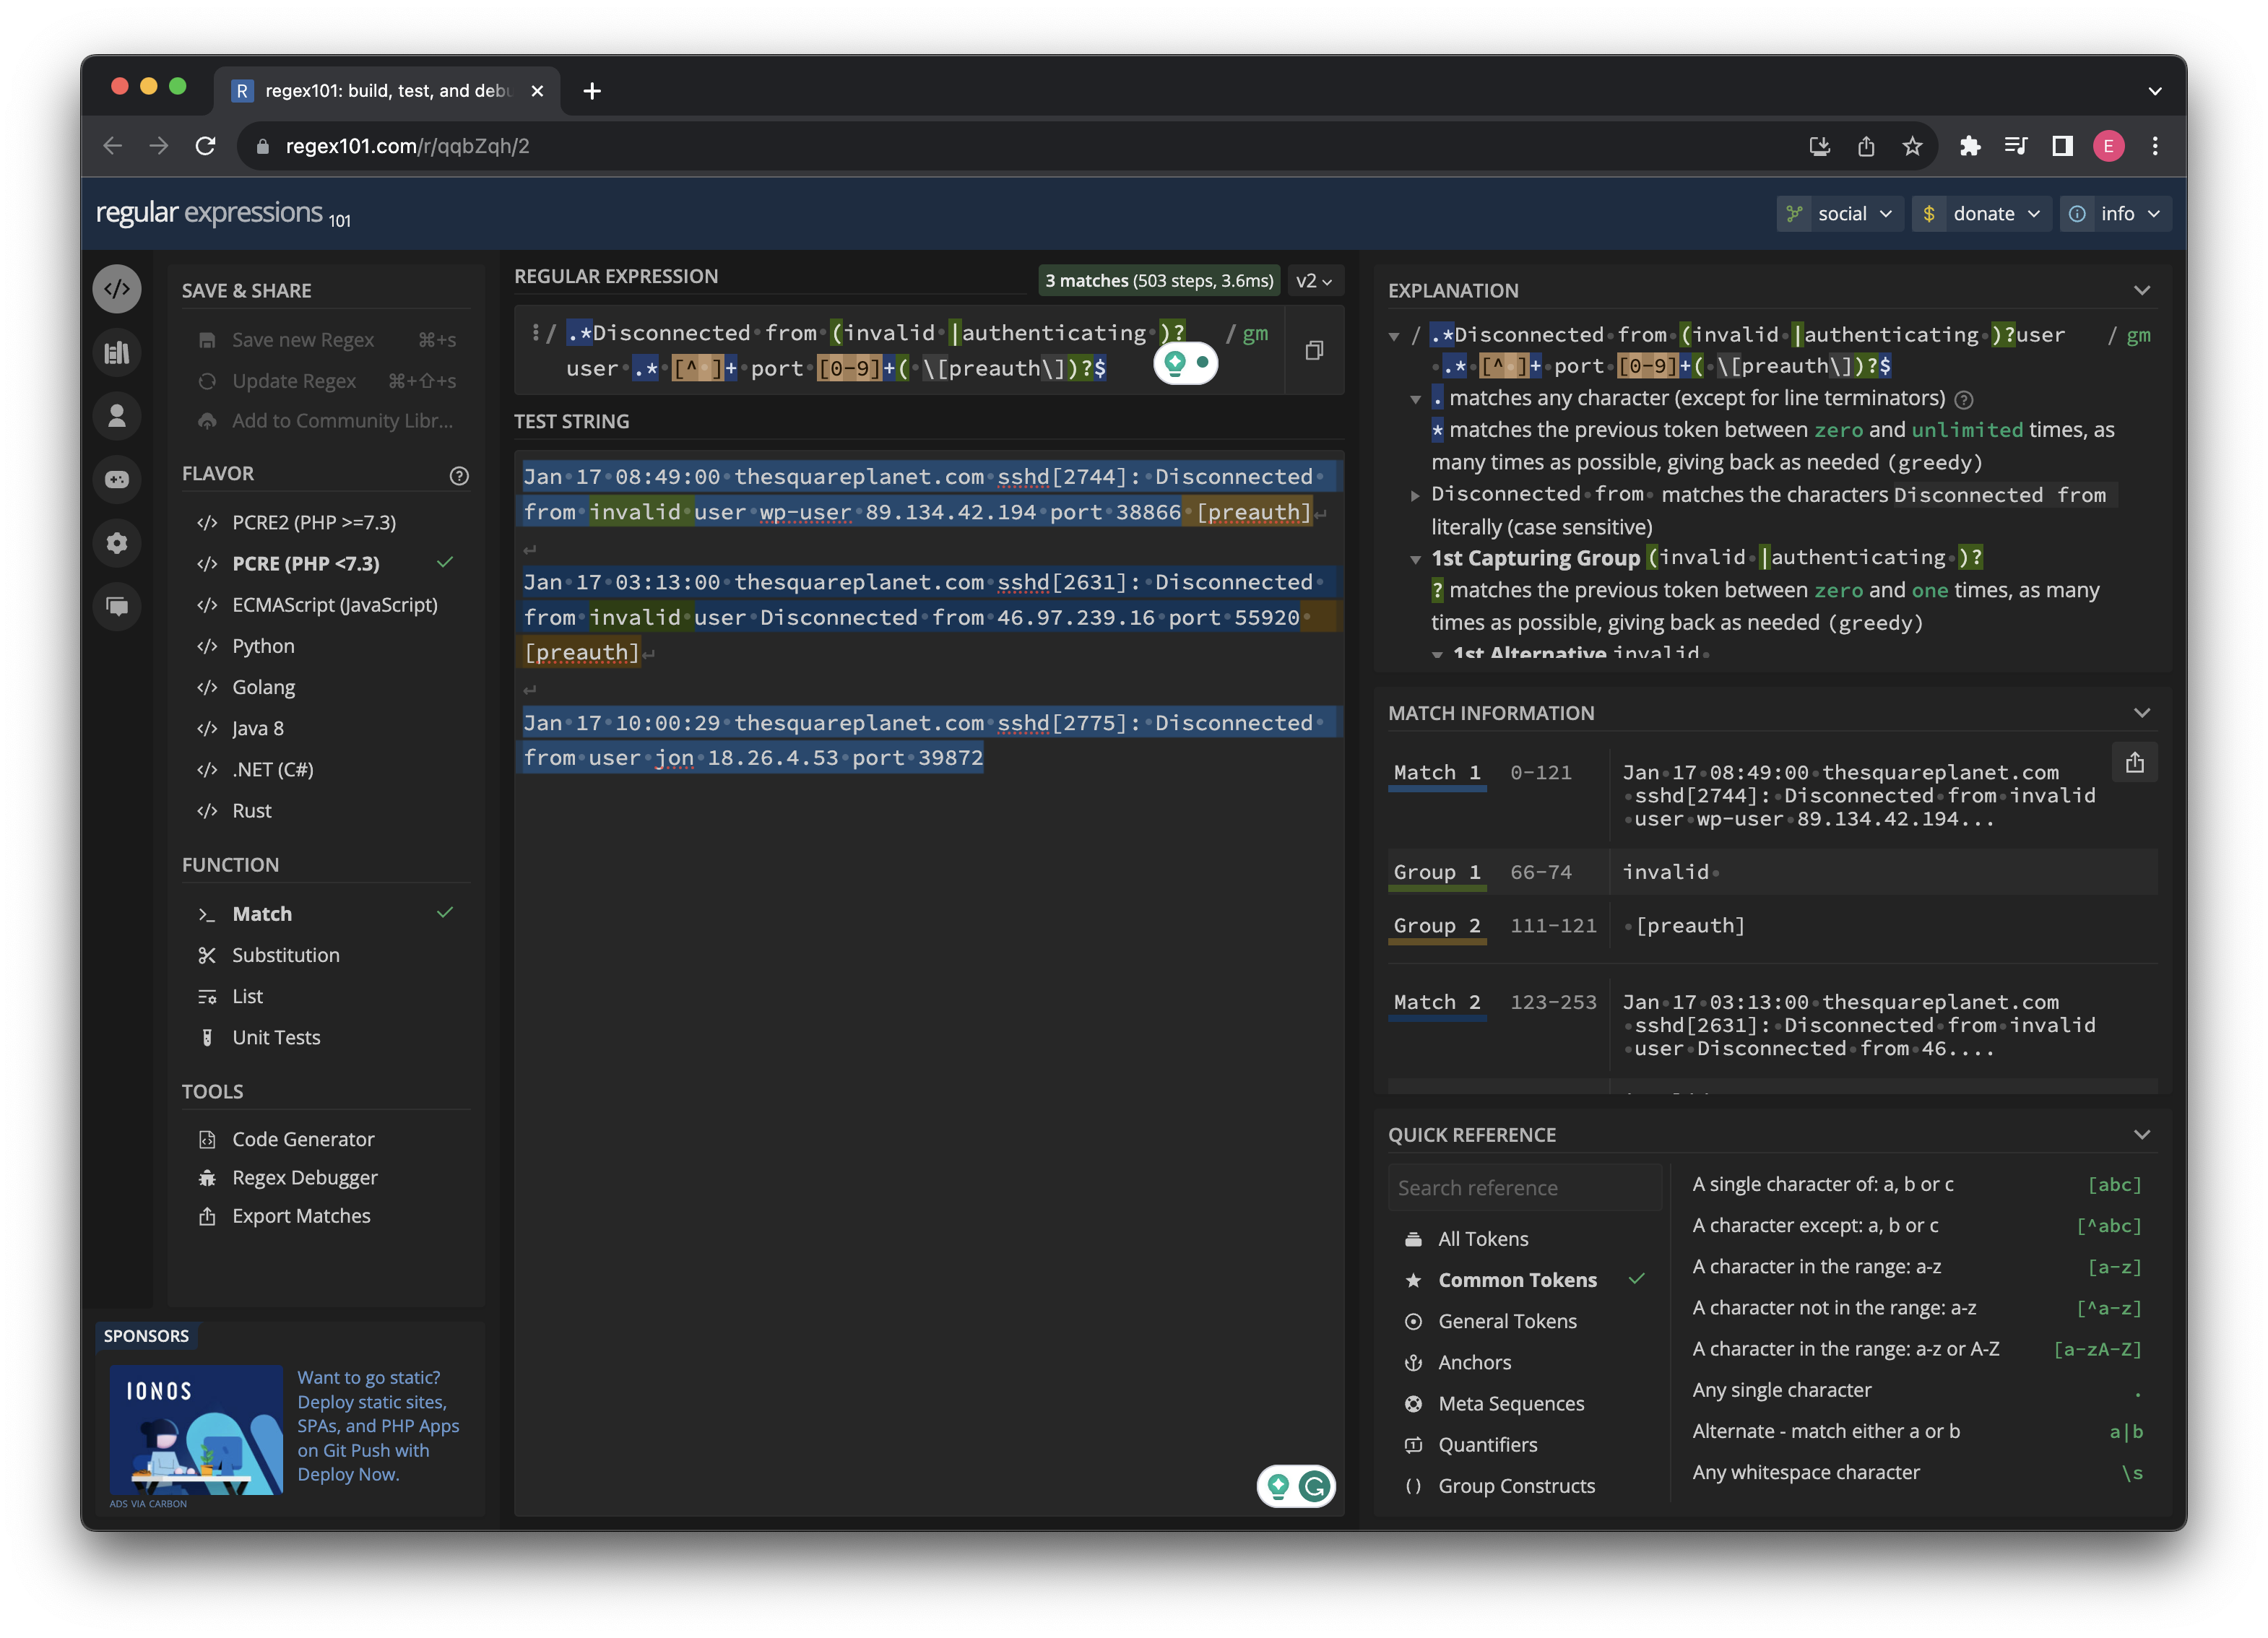 regex101: build, test, and debu
regex101.com/r/qqbZqh/2
E
regular expressions 101
social
donate
info
SAVE & SHARE
Save new Regex ⌘+s
Update Regex ⌘+⇧+s
Add to Community Libr...
FLAVOR
PCRE2 (PHP >=7.3)
PCRE (PHP <7.3)
ECMAScript (JavaScript)
Python
Golang
Java 8
.NET (C#)
Rust
FUNCTION
Match
Substitution
List
Unit Tests
TOOLS
Code Generator
Regex Debugger
Export Matches
SPONSORS
IONOS
Want to go static?
Deploy static sites,
SPAs, and PHP Apps
on Git Push with
Deploy Now.
ADS VIA CARBON
REGULAR EXPRESSION
3 matches (503 steps, 3.6ms)
v2
/ .*Disconnected from (invalid |authenticating )? / gm
user .* [^ ]+ port [0-9]+( \[preauth\])?$
TEST STRING
Jan 17 08:49:00 thesquareplanet.com sshd[2744]: Disconnected
from invalid user wp-user 89.134.42.194 port 38866 [preauth]
Jan 17 03:13:00 thesquareplanet.com sshd[2631]: Disconnected
from invalid user Disconnected from 46.97.239.16 port 55920
[preauth]
Jan 17 10:00:29 thesquareplanet.com sshd[2775]: Disconnected
from user jon 18.26.4.53 port 39872
EXPLANATION
/ .*Disconnected from (invalid |authenticating )?user / gm
.* [^ ]+ port [0-9]+( \[preauth\])?$
. matches any character (except for line terminators)
* matches the previous token between zero and unlimited times, as
many times as possible, giving back as needed (greedy)
Disconnected from matches the characters Disconnected from
literally (case sensitive)
1st Capturing Group (invalid |authenticating )?
? matches the previous token between zero and one times, as many
times as possible, giving back as needed (greedy)
1st Alternative invalid
MATCH INFORMATION
Match 1 0-121 Jan 17 08:49:00 thesquareplanet.com
sshd[2744]: Disconnected from invalid
user wp-user 89.134.42.194...
Group 1 66-74 invalid
Group 2 111-121 [preauth]
Match 2 123-253 Jan 17 03:13:00 thesquareplanet.com
sshd[2631]: Disconnected from invalid
user Disconnected from 46....
QUICK REFERENCE
Search reference
All Tokens
Common Tokens
General Tokens
Anchors
Meta Sequences
Quantifiers
Group Constructs
A single character of: a, b or c [abc]
A character except: a, b or c [^abc]
A character in the range: a-z [a-z]
A character not in the range: a-z [^a-z]
A character in the range: a-z or A-Z [a-zA-Z]
Any single character .
Alternate - match either a or b a|b
Any whitespace character \s